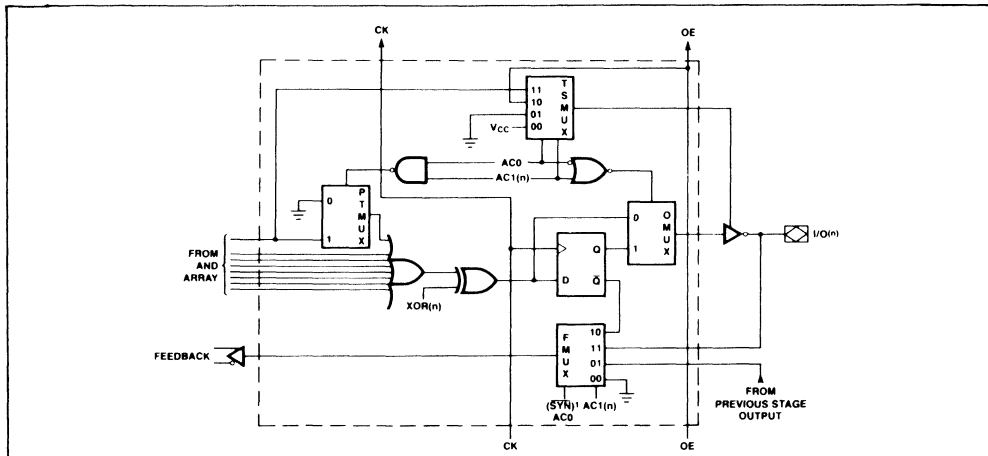 CK
OE
11
10
01
00
T
S
M
U
X
VCC
AC0
AC1(n)
0
1
P
T
M
U
X
0
1
O
M
U
X
I/O(n)
FROM
AND
ARRAY
Q
D
Q̅
XOR(n)
FEEDBACK
F
M
U
X
10
11
01
00
(S̅Y̅N̅)¹ AC1(n)
AC0
FROM
PREVIOUS STAGE
OUTPUT
CK
OE